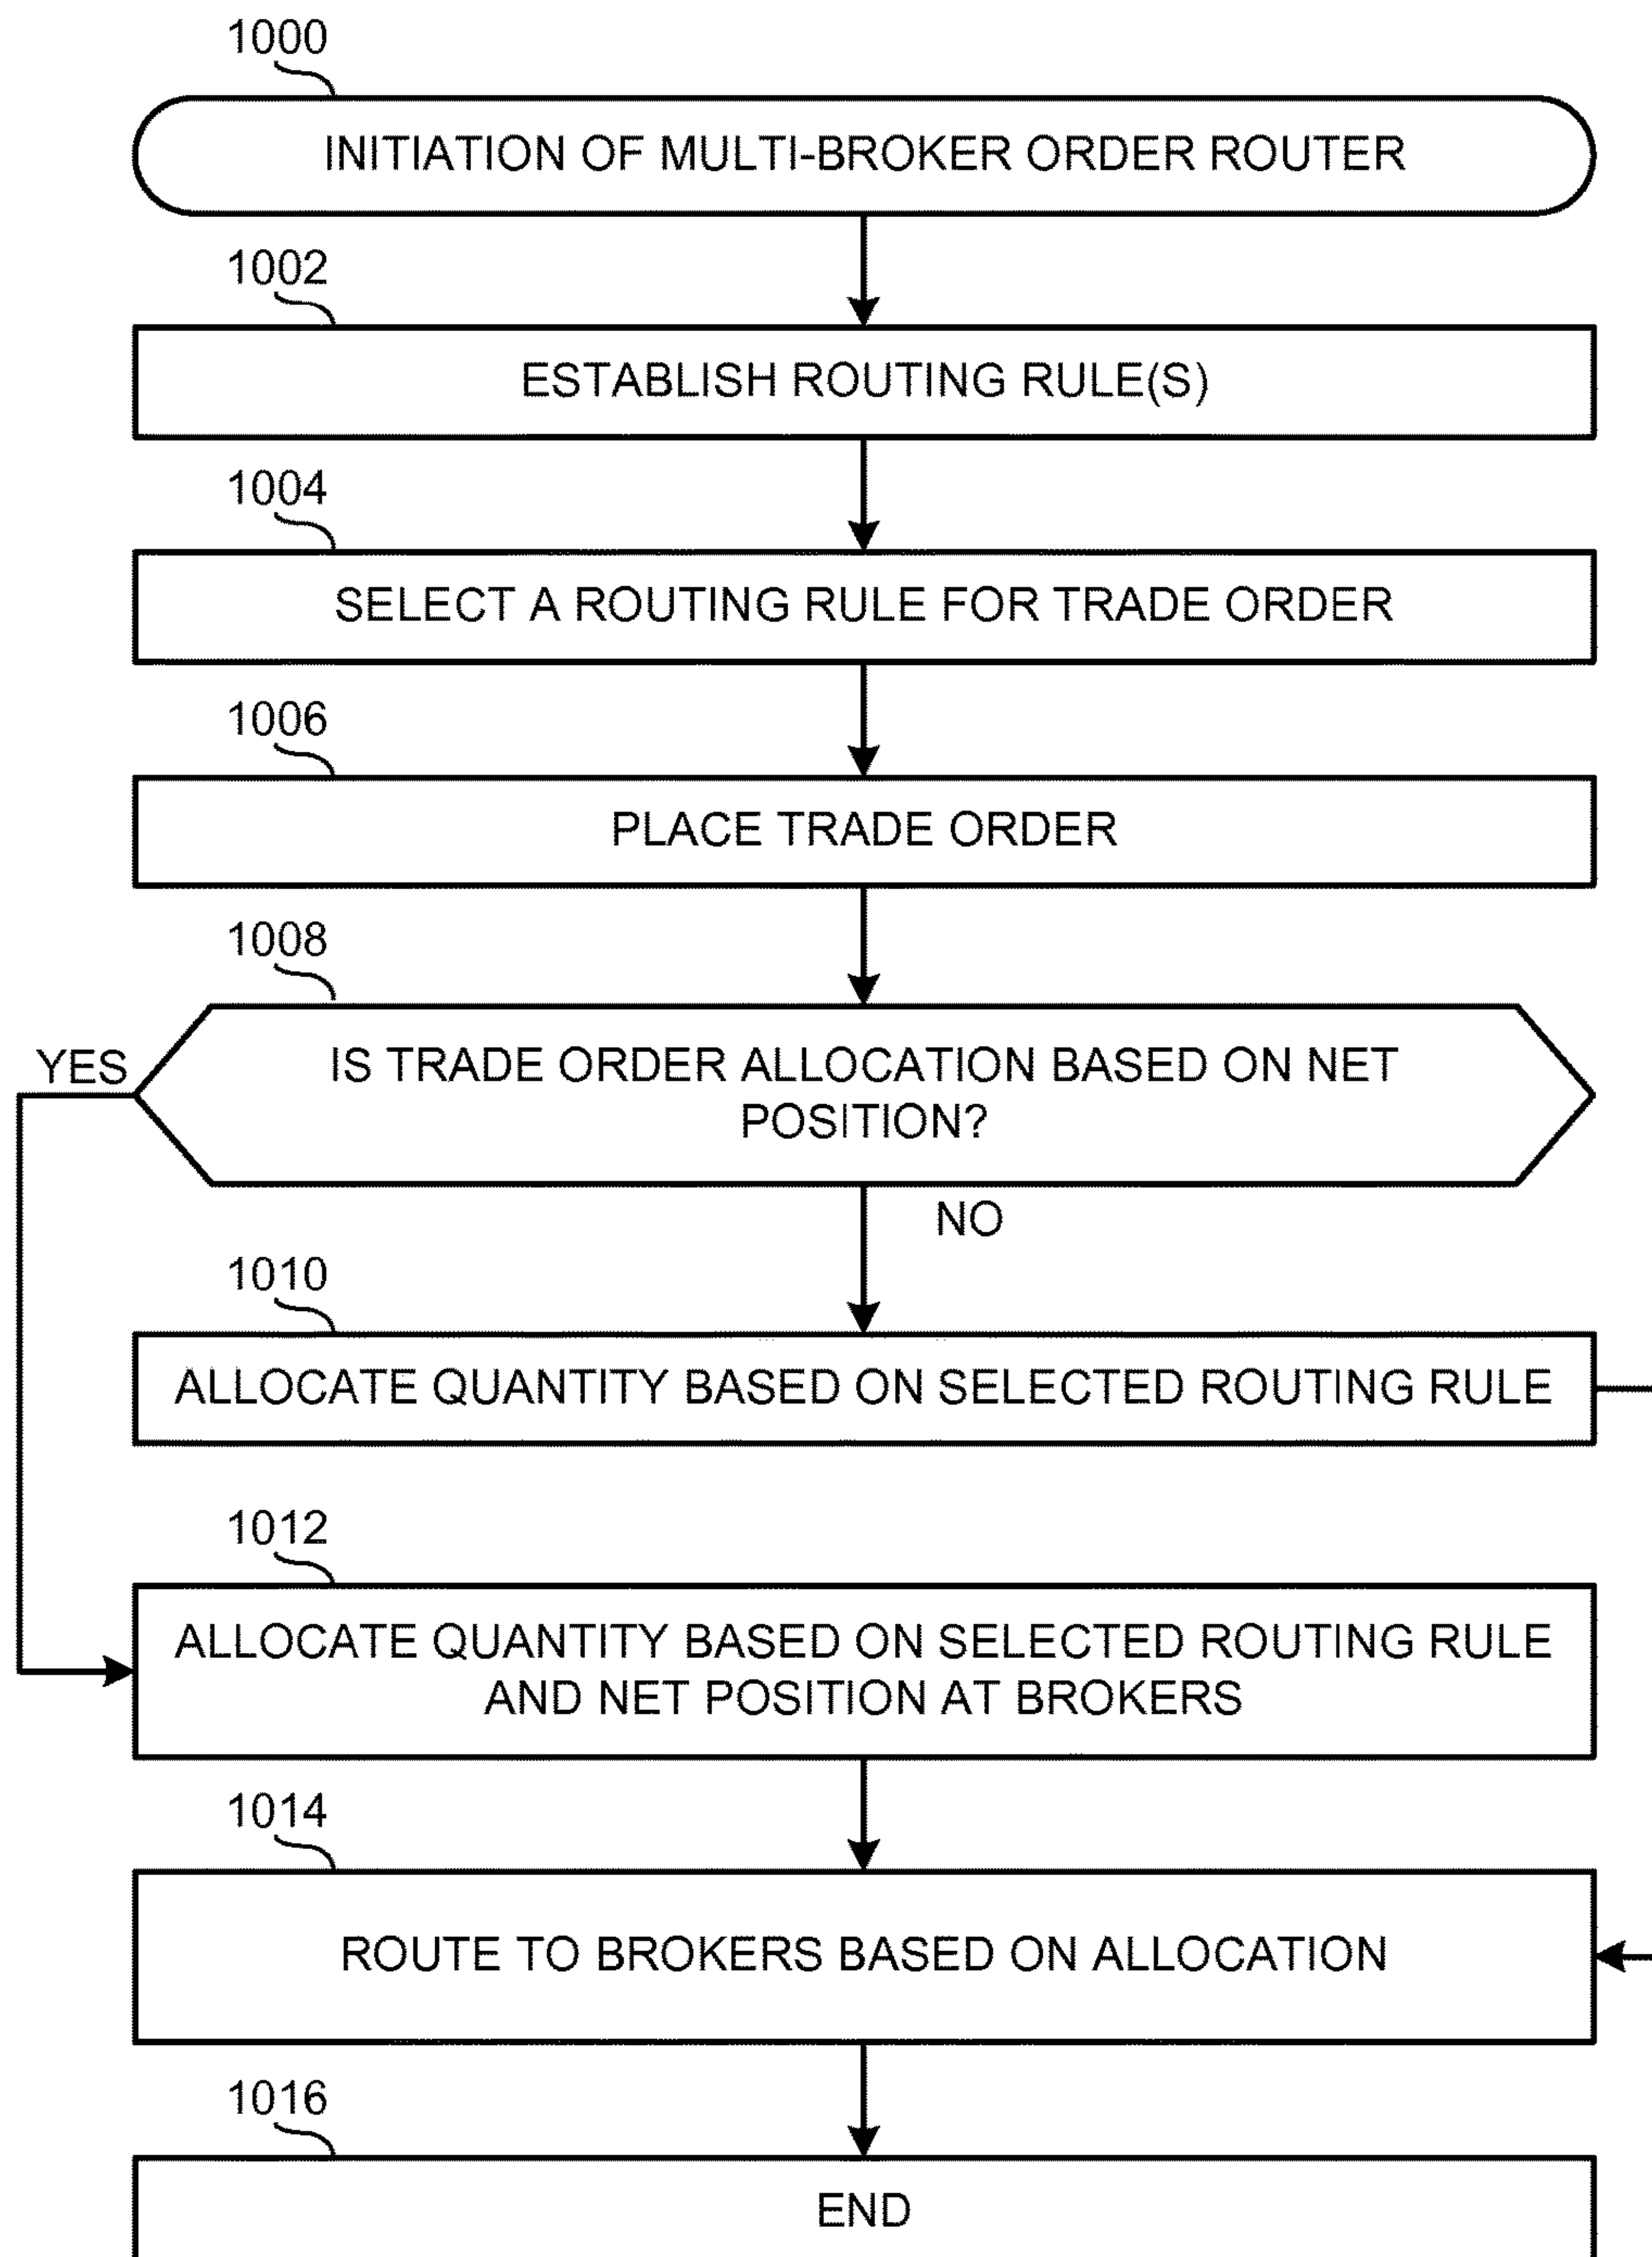 1000
INITIATION OF MULTI-BROKER ORDER ROUTER
1002
ESTABLISH ROUTING RULE(S)
1004
SELECT A ROUTING RULE FOR TRADE ORDER
1006
PLACE TRADE ORDER
1008
YES
IS TRADE ORDER ALLOCATION BASED ON NET
POSITION?
NO
1010
ALLOCATE QUANTITY BASED ON SELECTED ROUTING RULE
1012
ALLOCATE QUANTITY BASED ON SELECTED ROUTING RULE
AND NET POSITION AT BROKERS
1014
ROUTE TO BROKERS BASED ON ALLOCATION
1016
END